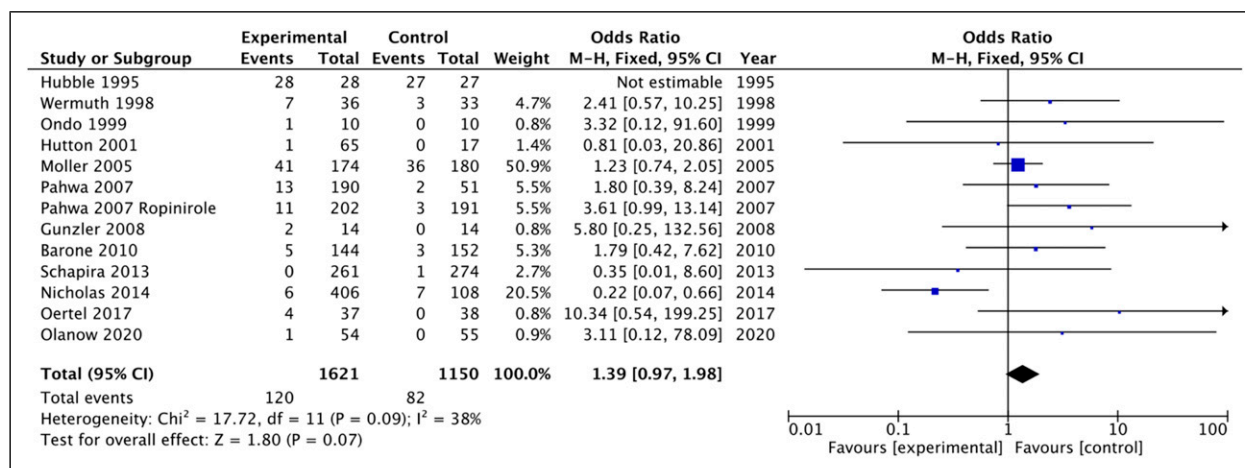 Experimental Control Odds Ratio Odds Ratio
Study or Subgroup Events Total Events Total Weight M-H, Fixed, 95% CI Year M-H, Fixed, 95% CI
Hubble 1995 28 28 27 27 Not estimable 1995
Wermuth 1998 7 36 3 33 4.7% 2.41 [0.57, 10.25] 1998
Ondo 1999 1 10 0 10 0.8% 3.32 [0.12, 91.60] 1999
Hutton 2001 1 65 0 17 1.4% 0.81 [0.03, 20.86] 2001
Moller 2005 41 174 36 180 50.9% 1.23 [0.74, 2.05] 2005
Pahwa 2007 13 190 2 51 5.5% 1.80 [0.39, 8.24] 2007
Pahwa 2007 Ropinirole 11 202 3 191 5.5% 3.61 [0.99, 13.14] 2007
Gunzler 2008 2 14 0 14 0.8% 5.80 [0.25, 132.56] 2008
Barone 2010 5 144 3 152 5.3% 1.79 [0.42, 7.62] 2010
Schapira 2013 0 261 1 274 2.7% 0.35 [0.01, 8.60] 2013
Nicholas 2014 6 406 7 108 20.5% 0.22 [0.07, 0.66] 2014
Oertel 2017 4 37 0 38 0.8% 10.34 [0.54, 199.25] 2017
Olanow 2020 1 54 0 55 0.9% 3.11 [0.12, 78.09] 2020
Total (95% CI) 1621 1150 100.0% 1.39 [0.97, 1.98]
Total events 120 82
Heterogeneity: Chi² = 17.72, df = 11 (P = 0.09); I² = 38%
Test for overall effect: Z = 1.80 (P = 0.07)
0.01 0.1 1 10 100
Favours [experimental] Favours [control]